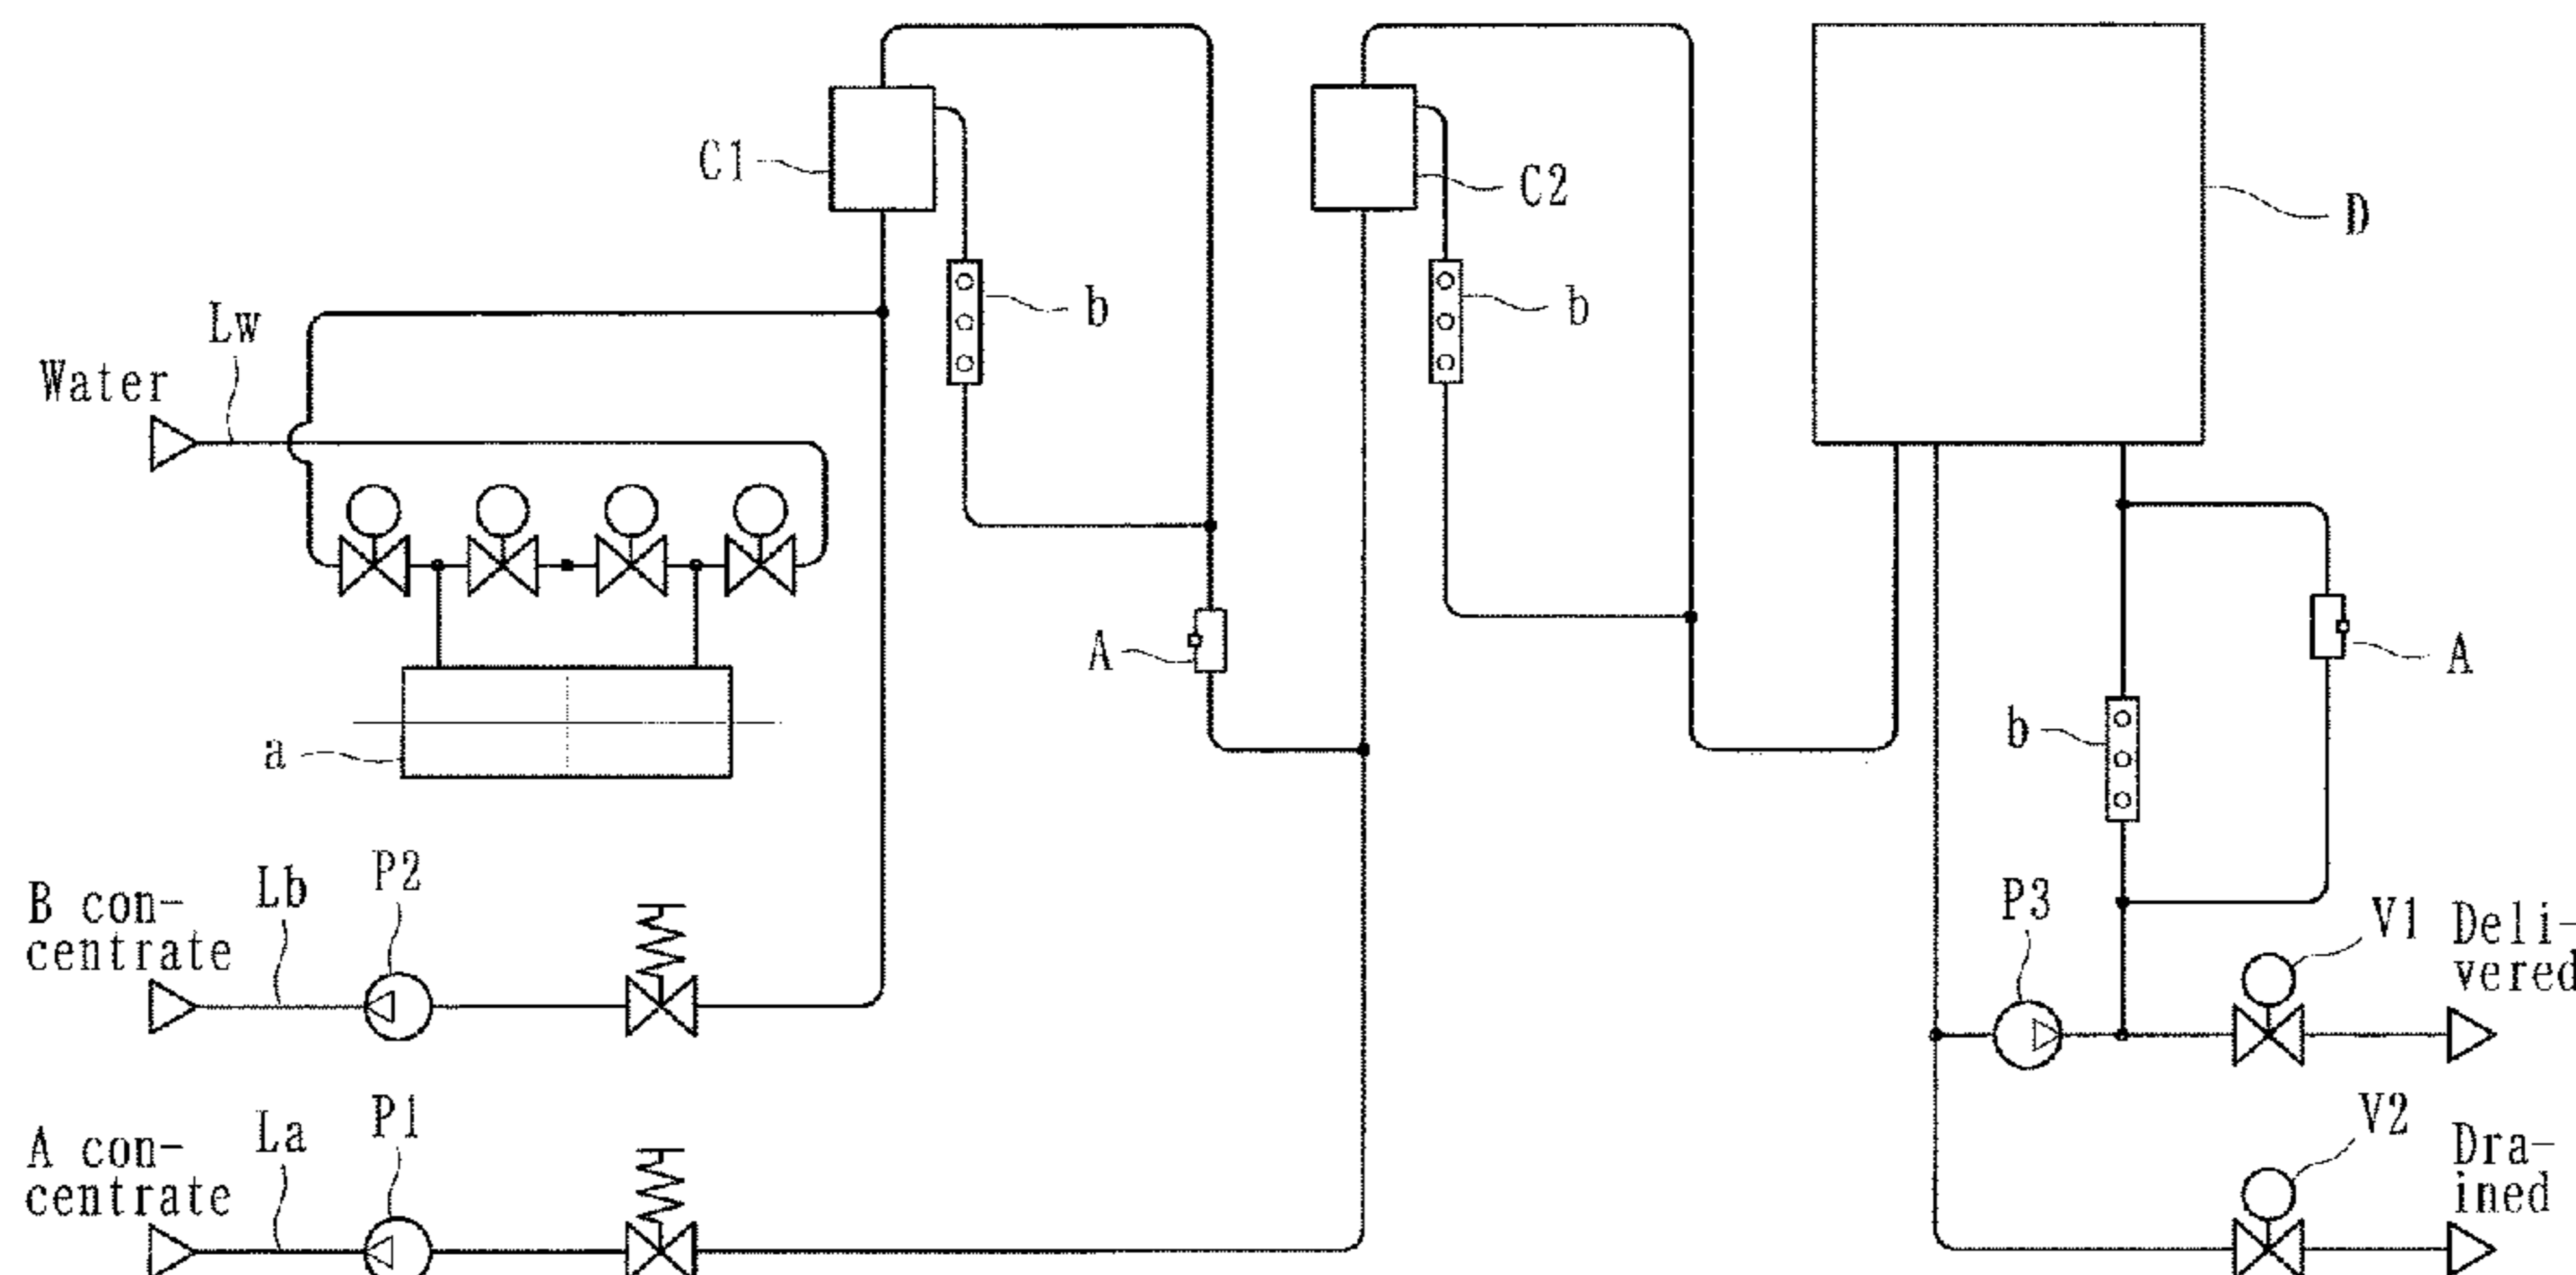 C1
C2
D
b
b
Lw
Water
A
A
b
a
B con-
centrate
Lb
P2
P3
V1
Deli-
vered
A con-
centrate
La
P1
V2
Dra-
ined